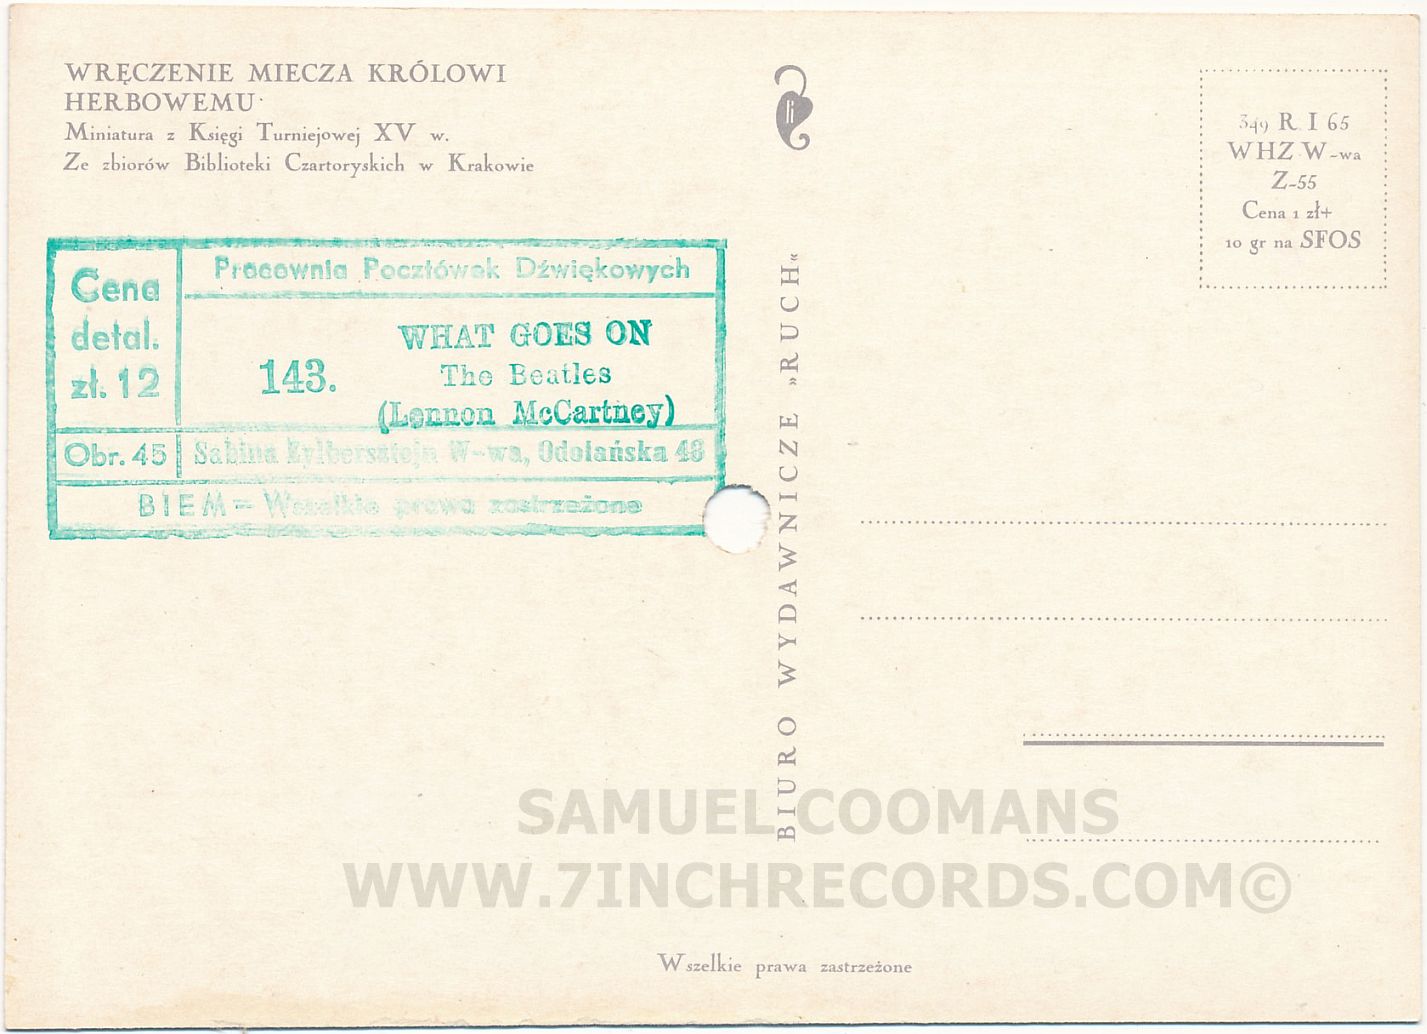 WRĘCZENIE MIECZA KRÓLOWI
HERBOWEMU
Miniatura z Księgi Turniejowej XV w.
Ze zbiorów Biblioteki Czartoryskich w Krakowie
Cena
detal.
zł. 12
Pracownia Pocztówek Dźwiękowych
WHAT GOES ON
143.
The Beatles
(Lennon McCartney)
Obr. 45
Sabina Zylbersztejn W-wa, Odolańska 48
BIEM = Wszelkie prawa zastrzeżone
BIURO WYDAWNICZE »RUCH«
349 R I 65
WHZ W-wa
Z-55
Cena 1 zł+
10 gr na SFOS
SAMUEL COOMANS
WWW.7INCHRECORDS.COM©
Wszelkie prawa zastrzeżone